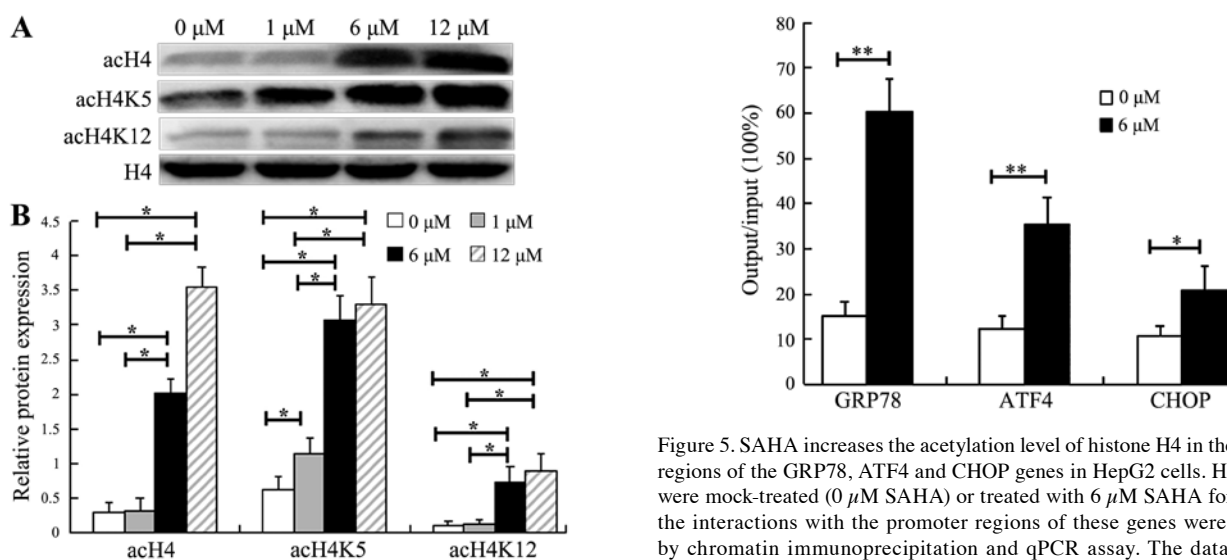 A
0 µM 1 µM 6 µM 12 µM
acH4
acH4K5
acH4K12
H4
B
Relative protein expression
4.5
4
3.5
3
2.5
2
1.5
1
0.5
0
* * * * * * * * * * * * *
0 µM 1 µM
6 µM 12 µM
acH4 acH4K5 acH4K12
Output/input (100%)
80
70
60
50
40
30
20
10
0
** ** *
0 µM
6 µM
GRP78 ATF4 CHOP
Figure 5. SAHA increases the acetylation level of histone H4 in the
regions of the GRP78, ATF4 and CHOP genes in HepG2 cells. H
were mock-treated (0 µM SAHA) or treated with 6 µM SAHA for
the interactions with the promoter regions of these genes were
by chromatin immunoprecipitation and qPCR assay. The data